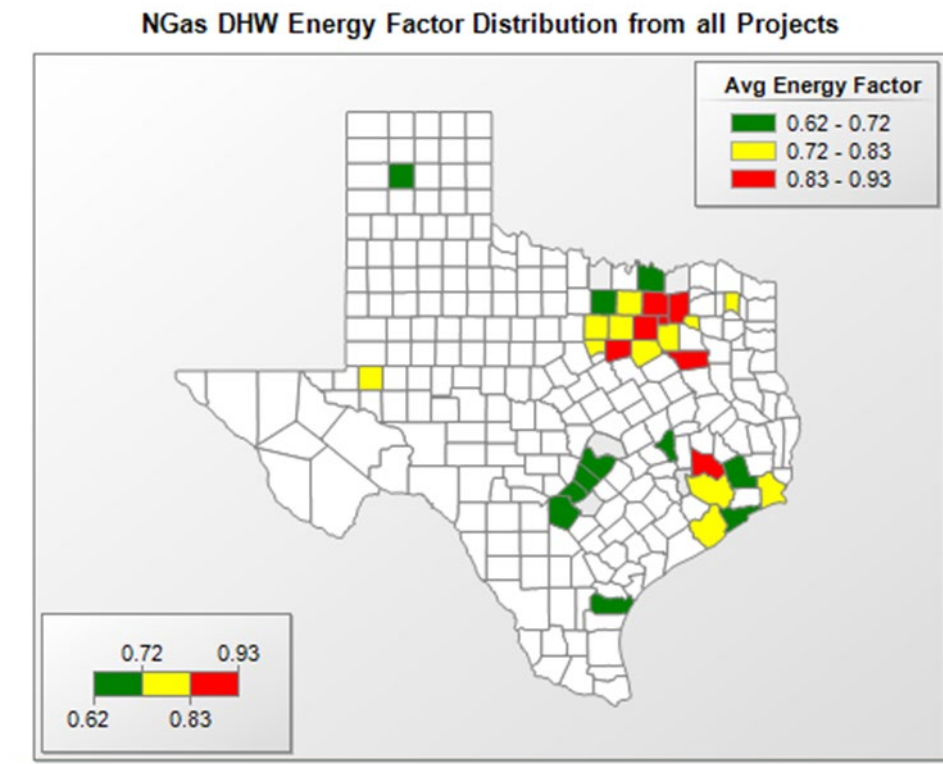 NGas DHW Energy Factor Distribution from all Projects
Avg Energy Factor
0.62 - 0.72
0.72 - 0.83
0.83 - 0.93
0.72 0.93
0.62 0.83